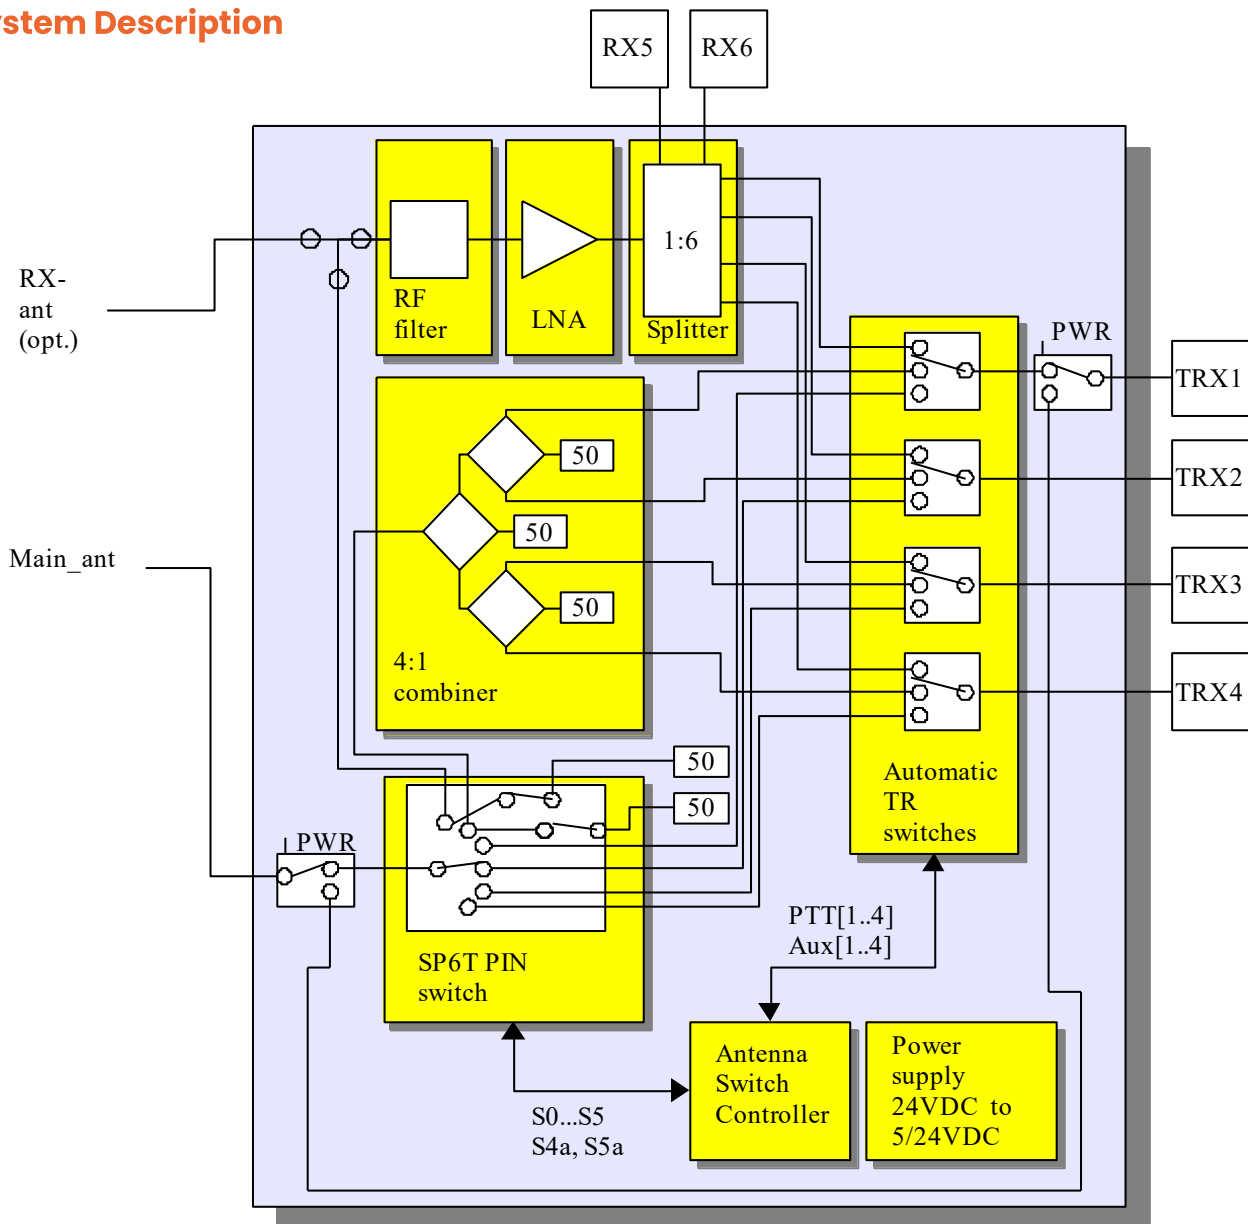 ystem Description
RX5
RX6
RX-
ant
(opt.)
RF
filter
LNA
1:6
Splitter
PWR
TRX1
50
TRX2
50
Main_ant
TRX3
50
4:1
combiner
TRX4
50
50
Automatic
TR
switches
PWR
SP6T PIN
switch
PTT[1..4]
Aux[1..4]
S0...S5
S4a, S5a
Antenna
Switch
Controller
Power
supply
24VDC to
5/24VDC